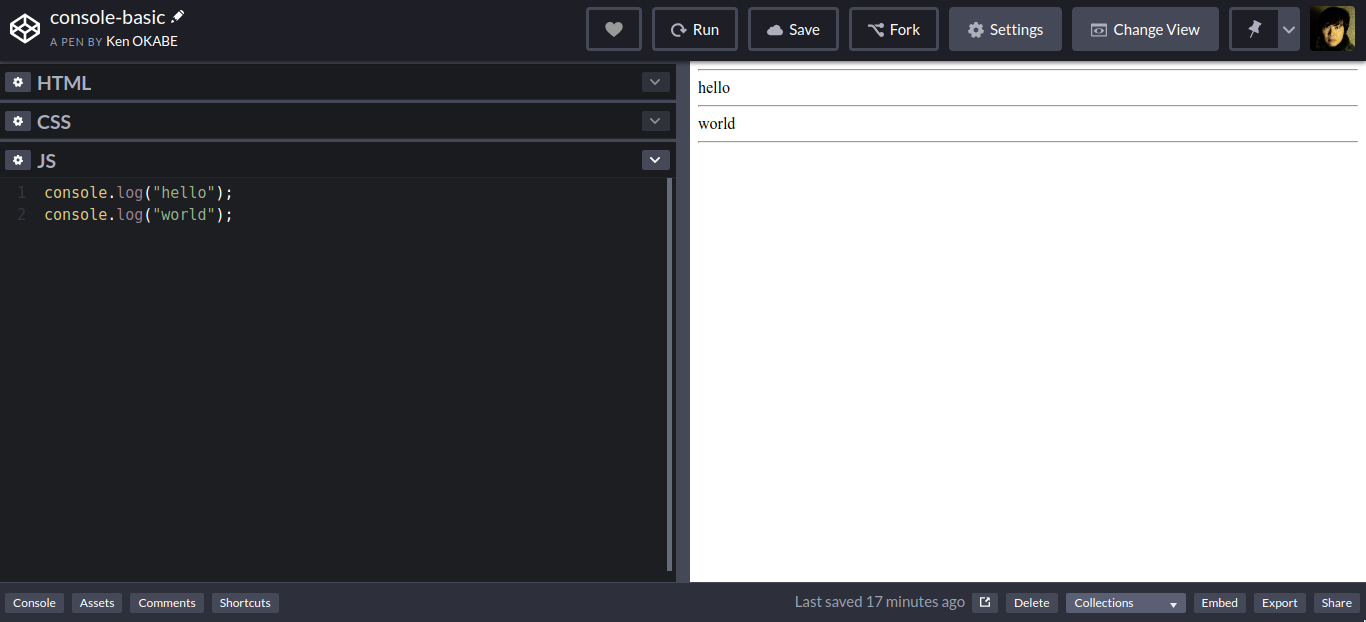 console-basic
A PEN BY Ken OKABE
Run
Save
Fork
Settings
Change View
HTML
CSS
JS
1 console.log("hello");
2 console.log("world");
hello
world
Console
Assets
Comments
Shortcuts
Last saved 17 minutes ago
Delete
Collections
Embed
Export
Share